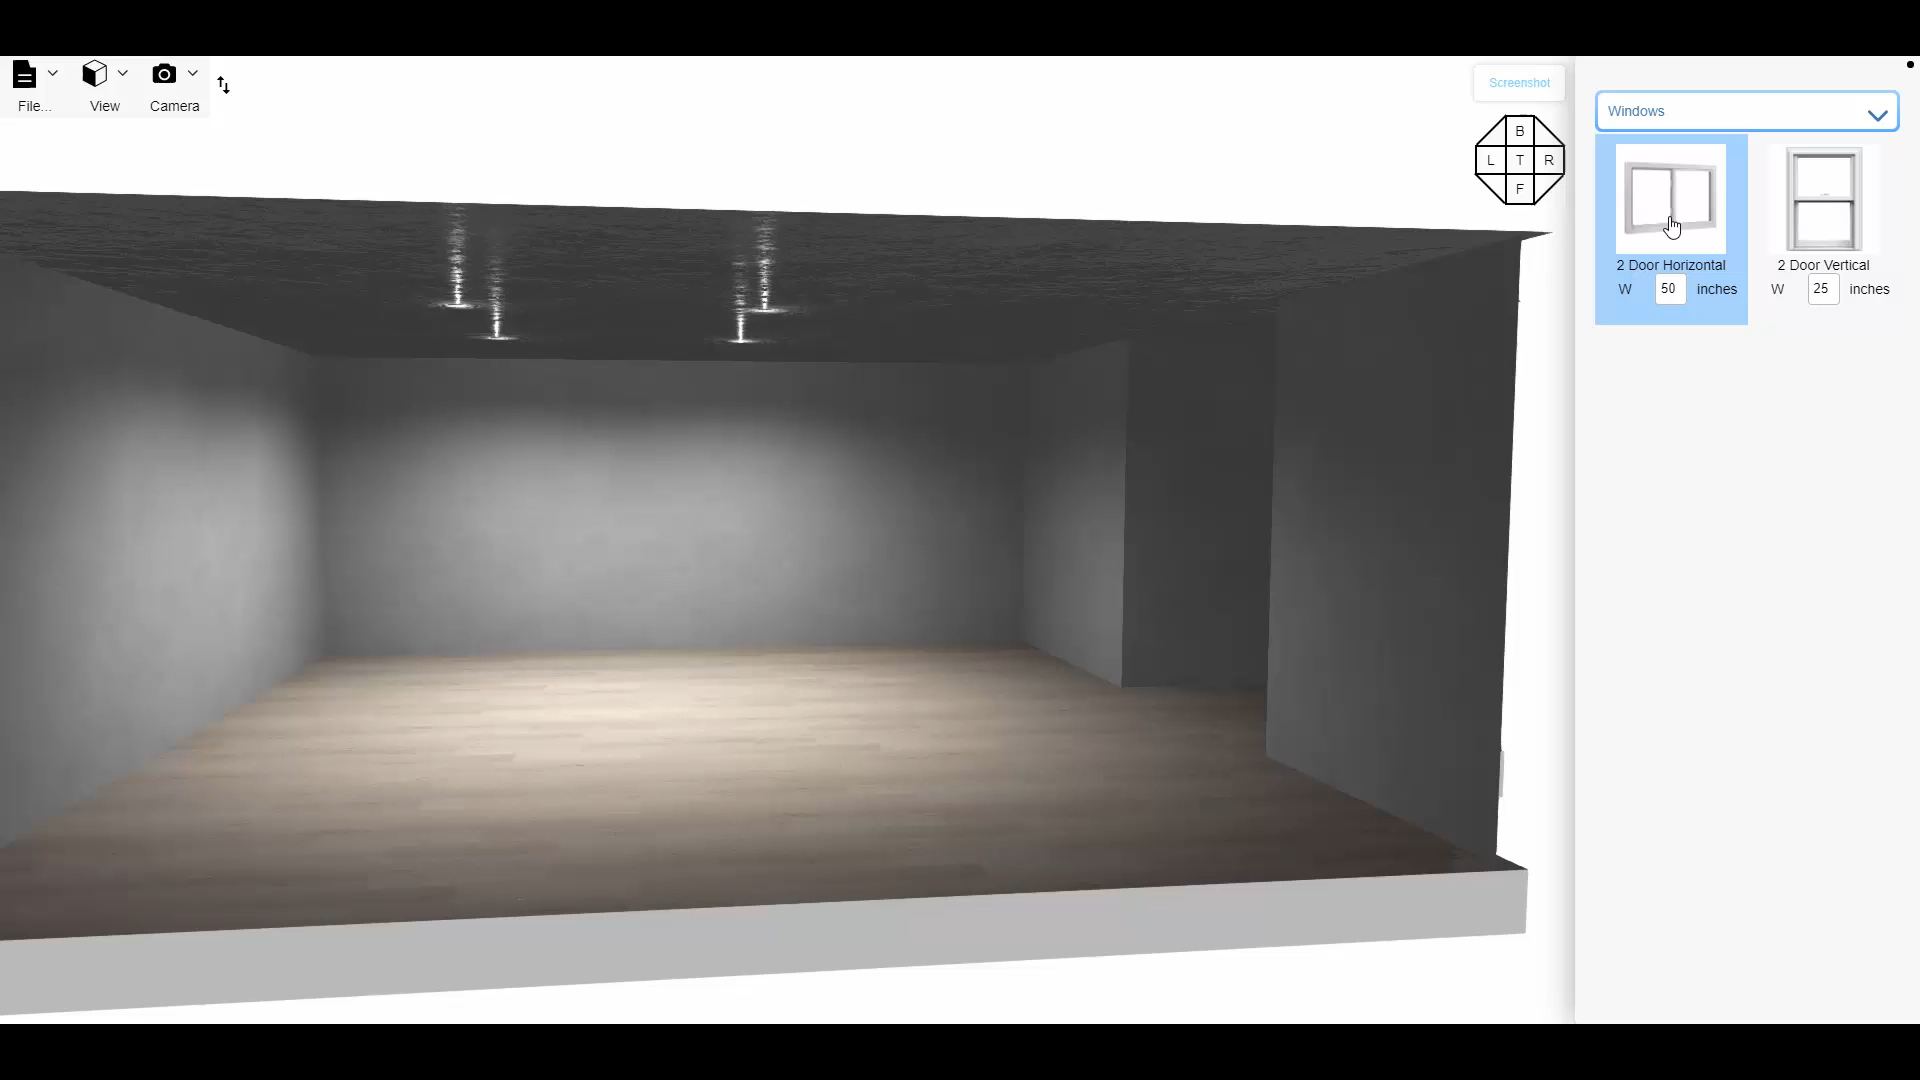 File...
View
Camera
Screenshot
B
L T R
F
Windows
2 Door Horizontal
W 50 inches
2 Door Vertical
W 25 inches